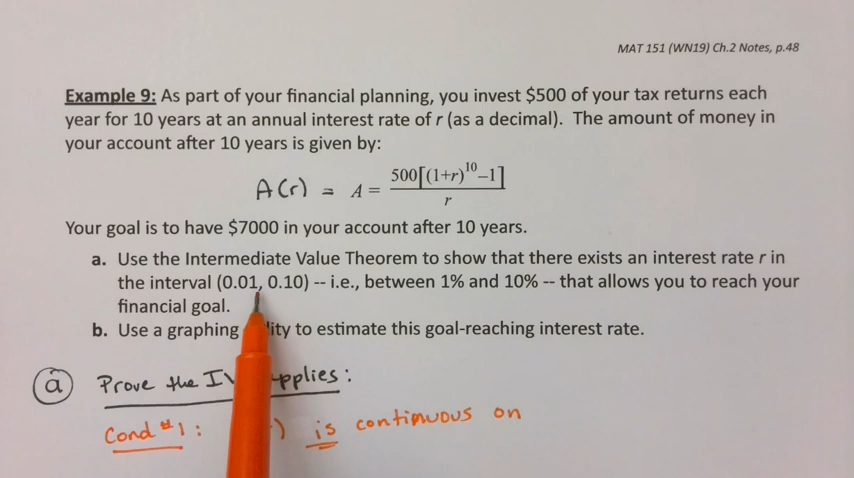 MAT 151 (WN19) Ch.2 Notes, p.48
Example 9: As part of your financial planning, you invest $500 of your tax returns each
year for 10 years at an annual interest rate of r (as a decimal). The amount of money in
your account after 10 years is given by:
A(r) = A = 500[(1+r)^10 −1] / r
Your goal is to have $7000 in your account after 10 years.
a. Use the Intermediate Value Theorem to show that there exists an interest rate r in
the interval (0.01, 0.10) -- i.e., between 1% and 10% -- that allows you to reach your
financial goal.
b. Use a graphing lity to estimate this goal-reaching interest rate.
a Prove the IV pplies:
Cond #1: ) is continuous on